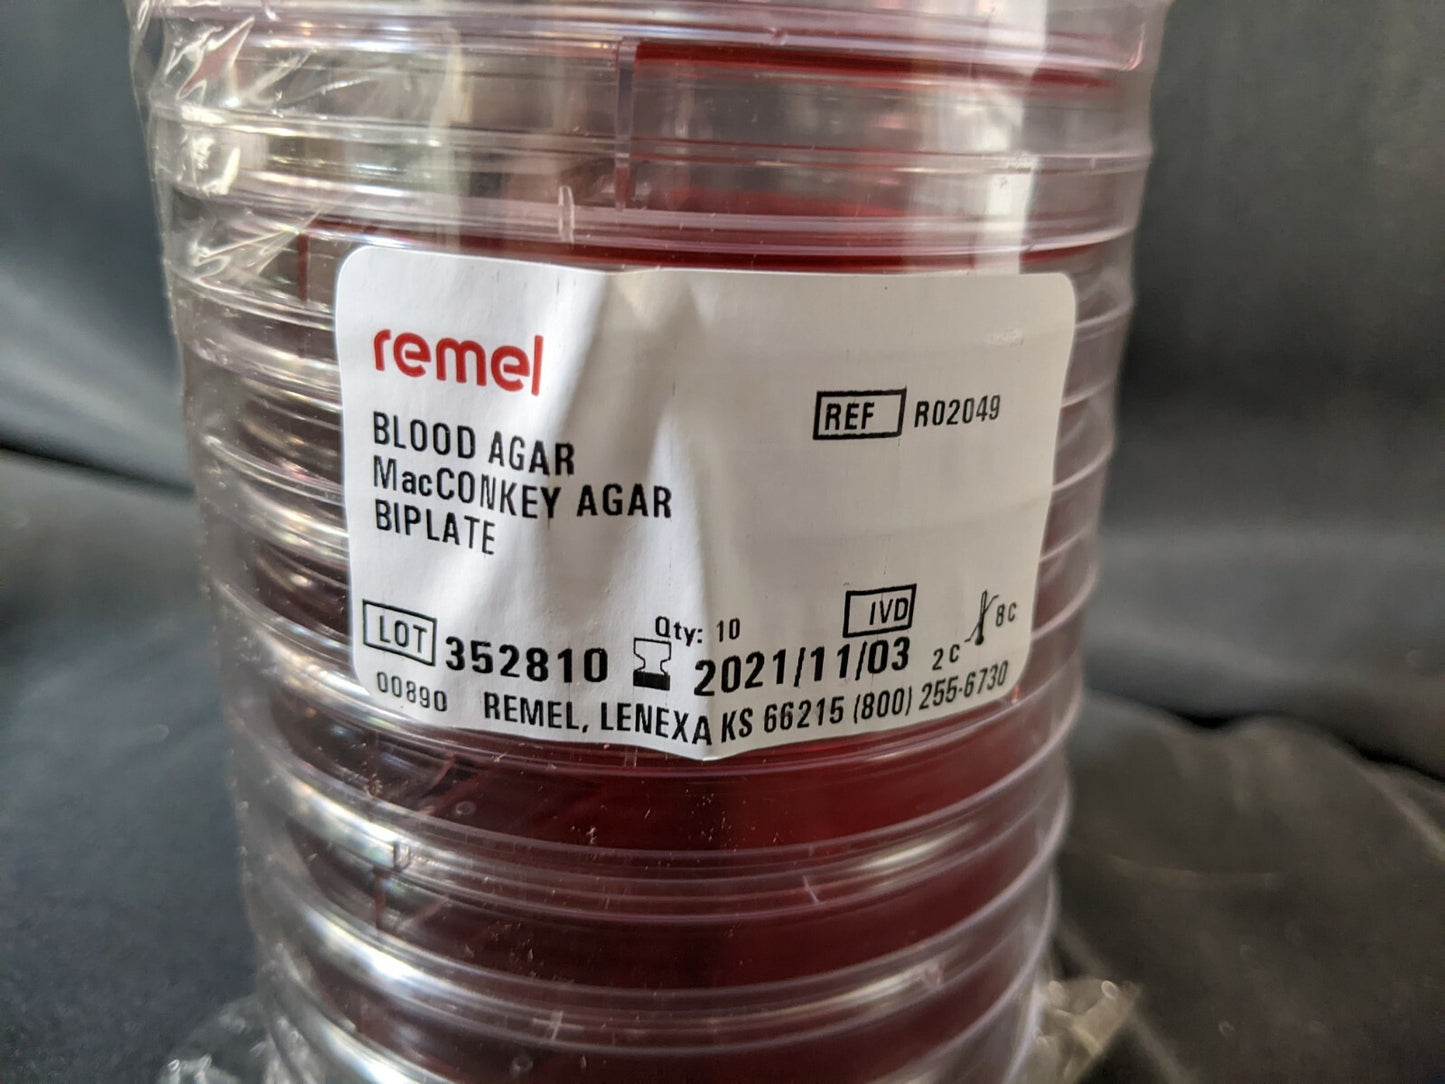 remel
REF R02049
BLOOD AGAR
MacCONKEY AGAR
BIPLATE
Qty: 10 IVD
LOT 352810 2021/11/03 2C 8C
00890 REMEL, LENEXA KS 66215 (800) 255-6730